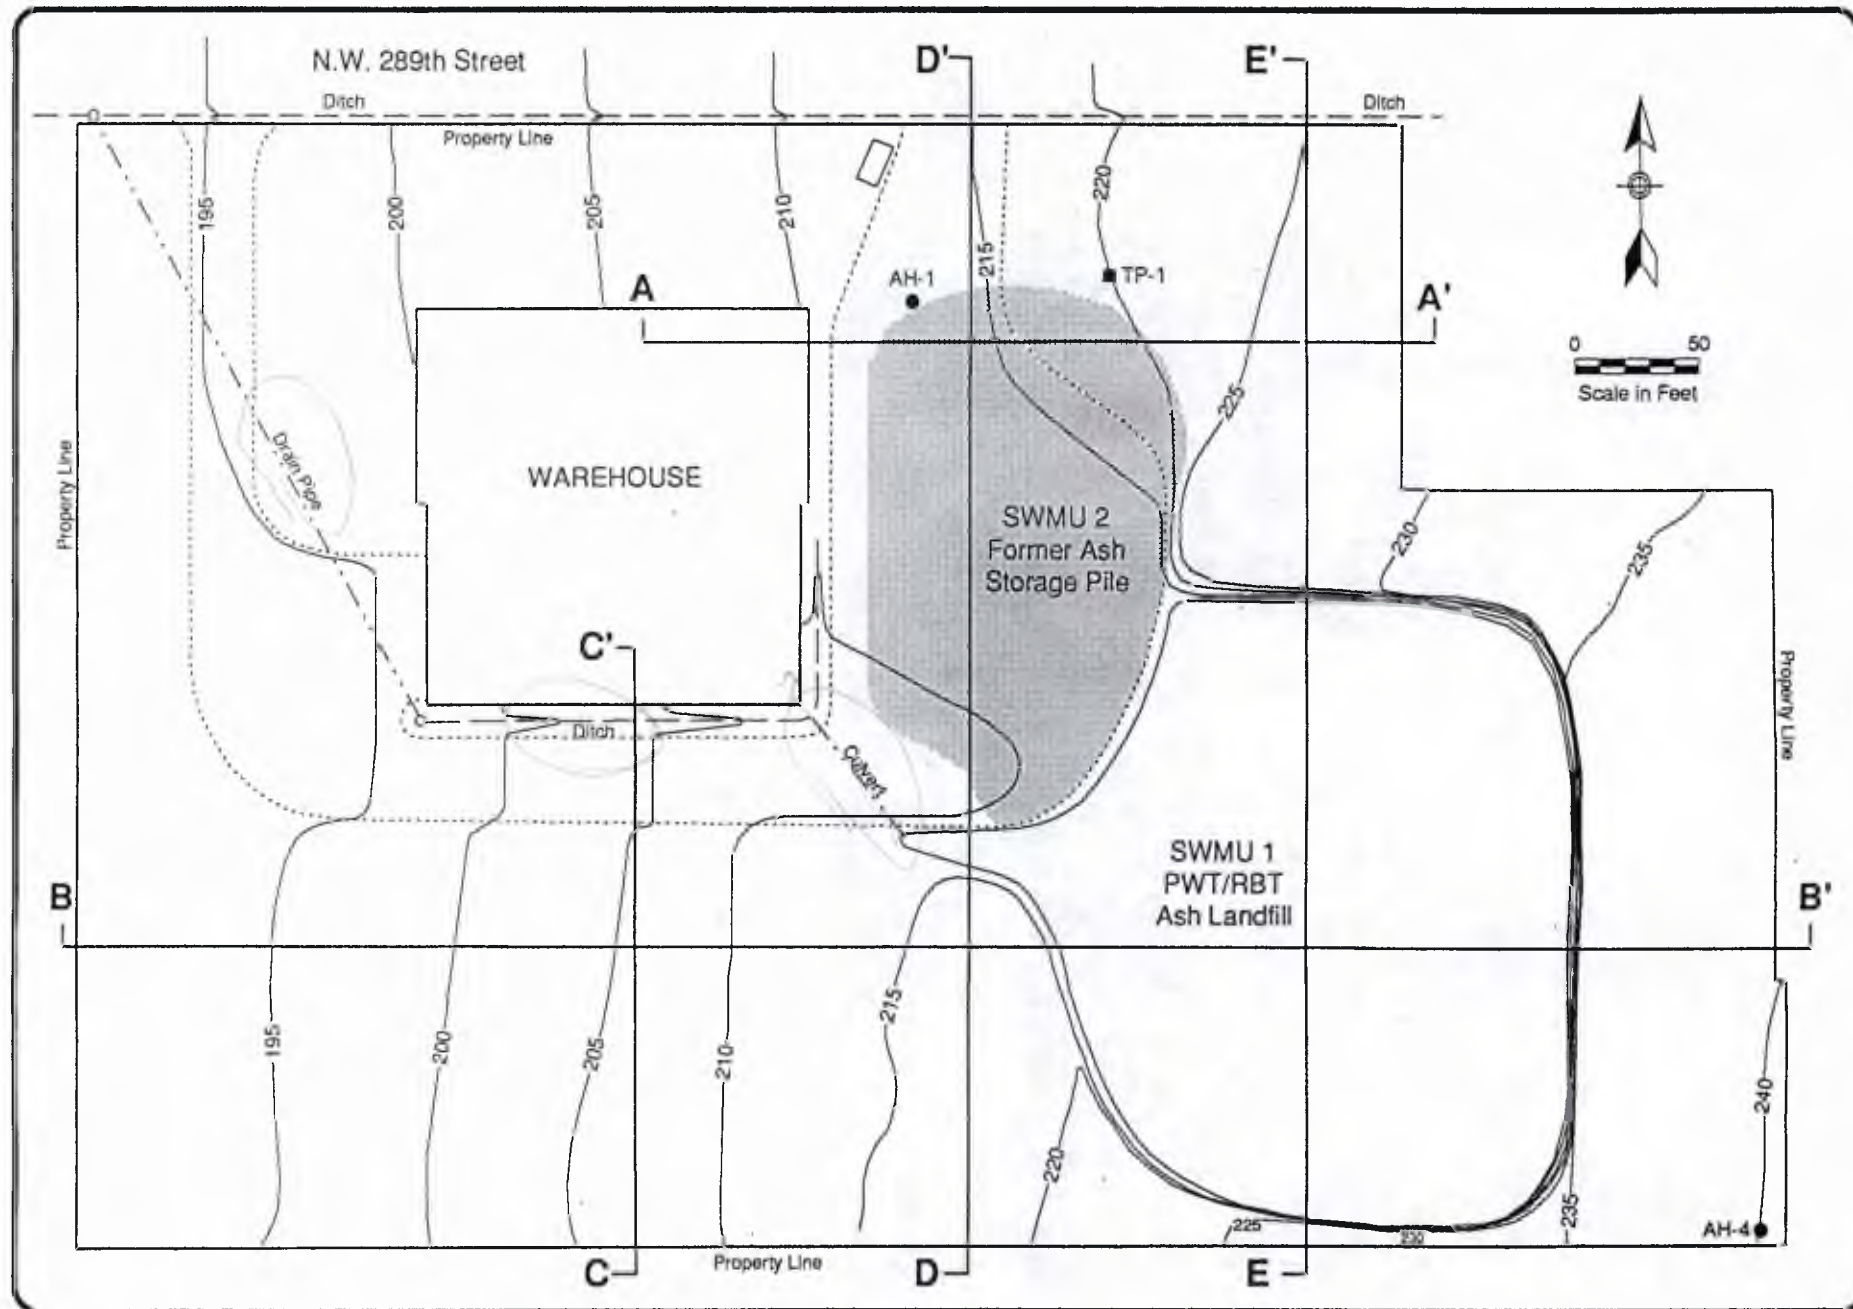 D'
E'
N.W. 289th Street
Ditch
Ditch
Property Line
195
200
205
210
215
220
225
230
235
A
AH-1
TP-1
A'
0 50
Scale in Feet
Drain Pipe
WAREHOUSE
Property Line
SWMU 2
Former Ash
Storage Pile
C'
Ditch
Culvert
Property Line
SWMU 1
PWT/RBT
Ash Landfill
B
B'
195
200
205
210
215
220
225
230
235
240
AH-4
C
Property Line
D
E